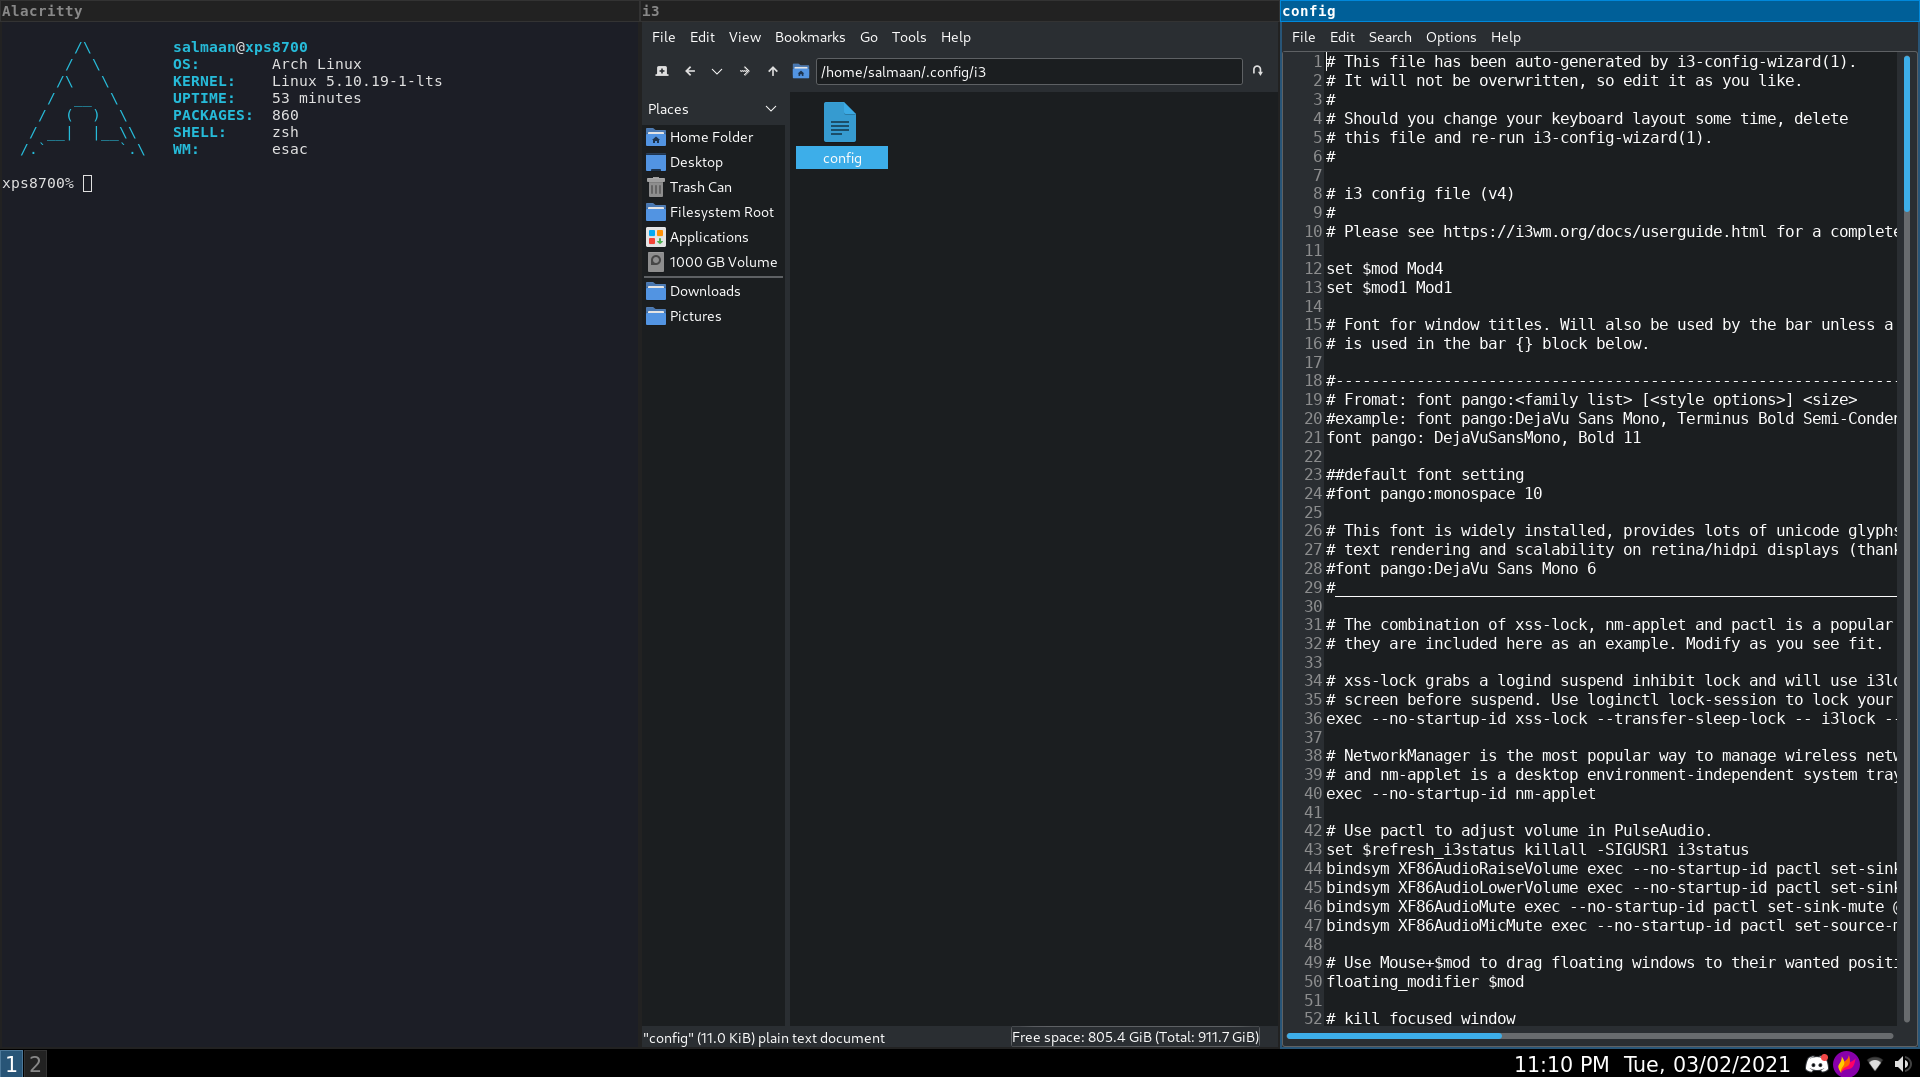 Alacritty
salmaan@xps8700
OS: Arch Linux
KERNEL: Linux 5.10.19-1-lts
UPTIME: 53 minutes
PACKAGES: 860
SHELL: zsh
WM: esac
xps8700%
i3
File Edit View Bookmarks Go Tools Help
/home/salmaan/.config/i3
Places
Home Folder
Desktop
Trash Can
Filesystem Root
Applications
1000 GB Volume
Downloads
Pictures
config
"config" (11.0 KiB) plain text document
Free space: 805.4 GiB (Total: 911.7 GiB)
config
File Edit Search Options Help
1 # This file has been auto-generated by i3-config-wizard(1).
2 # It will not be overwritten, so edit it as you like.
3 #
4 # Should you change your keyboard layout some time, delete
5 # this file and re-run i3-config-wizard(1).
6 #
7
8 # i3 config file (v4)
9 #
10 # Please see https://i3wm.org/docs/userguide.html for a complete
11
12 set $mod Mod4
13 set $mod1 Mod1
14
15 # Font for window titles. Will also be used by the bar unless a
16 # is used in the bar {} block below.
17
18 #---------------------------------------------------------------
19 # Fromat: font pango:<family list> [<style options>] <size>
20 #example: font pango:DejaVu Sans Mono, Terminus Bold Semi-Conden
21 font pango: DejaVuSansMono, Bold 11
22
23 ##default font setting
24 #font pango:monospace 10
25
26 # This font is widely installed, provides lots of unicode glyphs
27 # text rendering and scalability on retina/hidpi displays (thank
28 #font pango:DejaVu Sans Mono 6
29 #_______________________________________________________________
30
31 # The combination of xss-lock, nm-applet and pactl is a popular
32 # they are included here as an example. Modify as you see fit.
33
34 # xss-lock grabs a logind suspend inhibit lock and will use i3lo
35 # screen before suspend. Use loginctl lock-session to lock your
36 exec --no-startup-id xss-lock --transfer-sleep-lock -- i3lock --
37
38 # NetworkManager is the most popular way to manage wireless netw
39 # and nm-applet is a desktop environment-independent system tray
40 exec --no-startup-id nm-applet
41
42 # Use pactl to adjust volume in PulseAudio.
43 set $refresh_i3status killall -SIGUSR1 i3status
44 bindsym XF86AudioRaiseVolume exec --no-startup-id pactl set-sink
45 bindsym XF86AudioLowerVolume exec --no-startup-id pactl set-sink
46 bindsym XF86AudioMute exec --no-startup-id pactl set-sink-mute @
47 bindsym XF86AudioMicMute exec --no-startup-id pactl set-source-m
48
49 # Use Mouse+$mod to drag floating windows to their wanted positi
50 floating_modifier $mod
51
52 # kill focused window
1 2
11:10 PM Tue, 03/02/2021